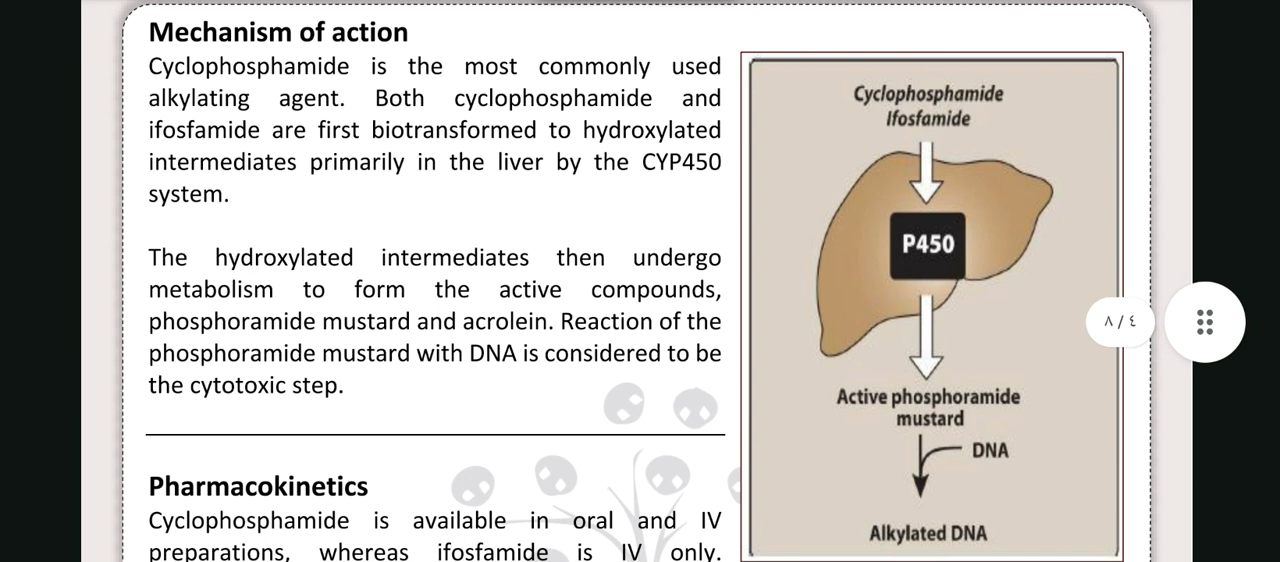 Mechanism of action
Cyclophosphamide is the most commonly used
alkylating agent. Both cyclophosphamide and
ifosfamide are first biotransformed to hydroxylated
intermediates primarily in the liver by the CYP450
system.
The hydroxylated intermediates then undergo
metabolism to form the active compounds,
phosphoramide mustard and acrolein. Reaction of the
phosphoramide mustard with DNA is considered to be
the cytotoxic step.
Pharmacokinetics
Cyclophosphamide is available in oral and IV
preparations, whereas ifosfamide is IV only.
Cyclophosphamide
Ifosfamide
P450
Active phosphoramide
mustard
DNA
Alkylated DNA
٨ / ٤